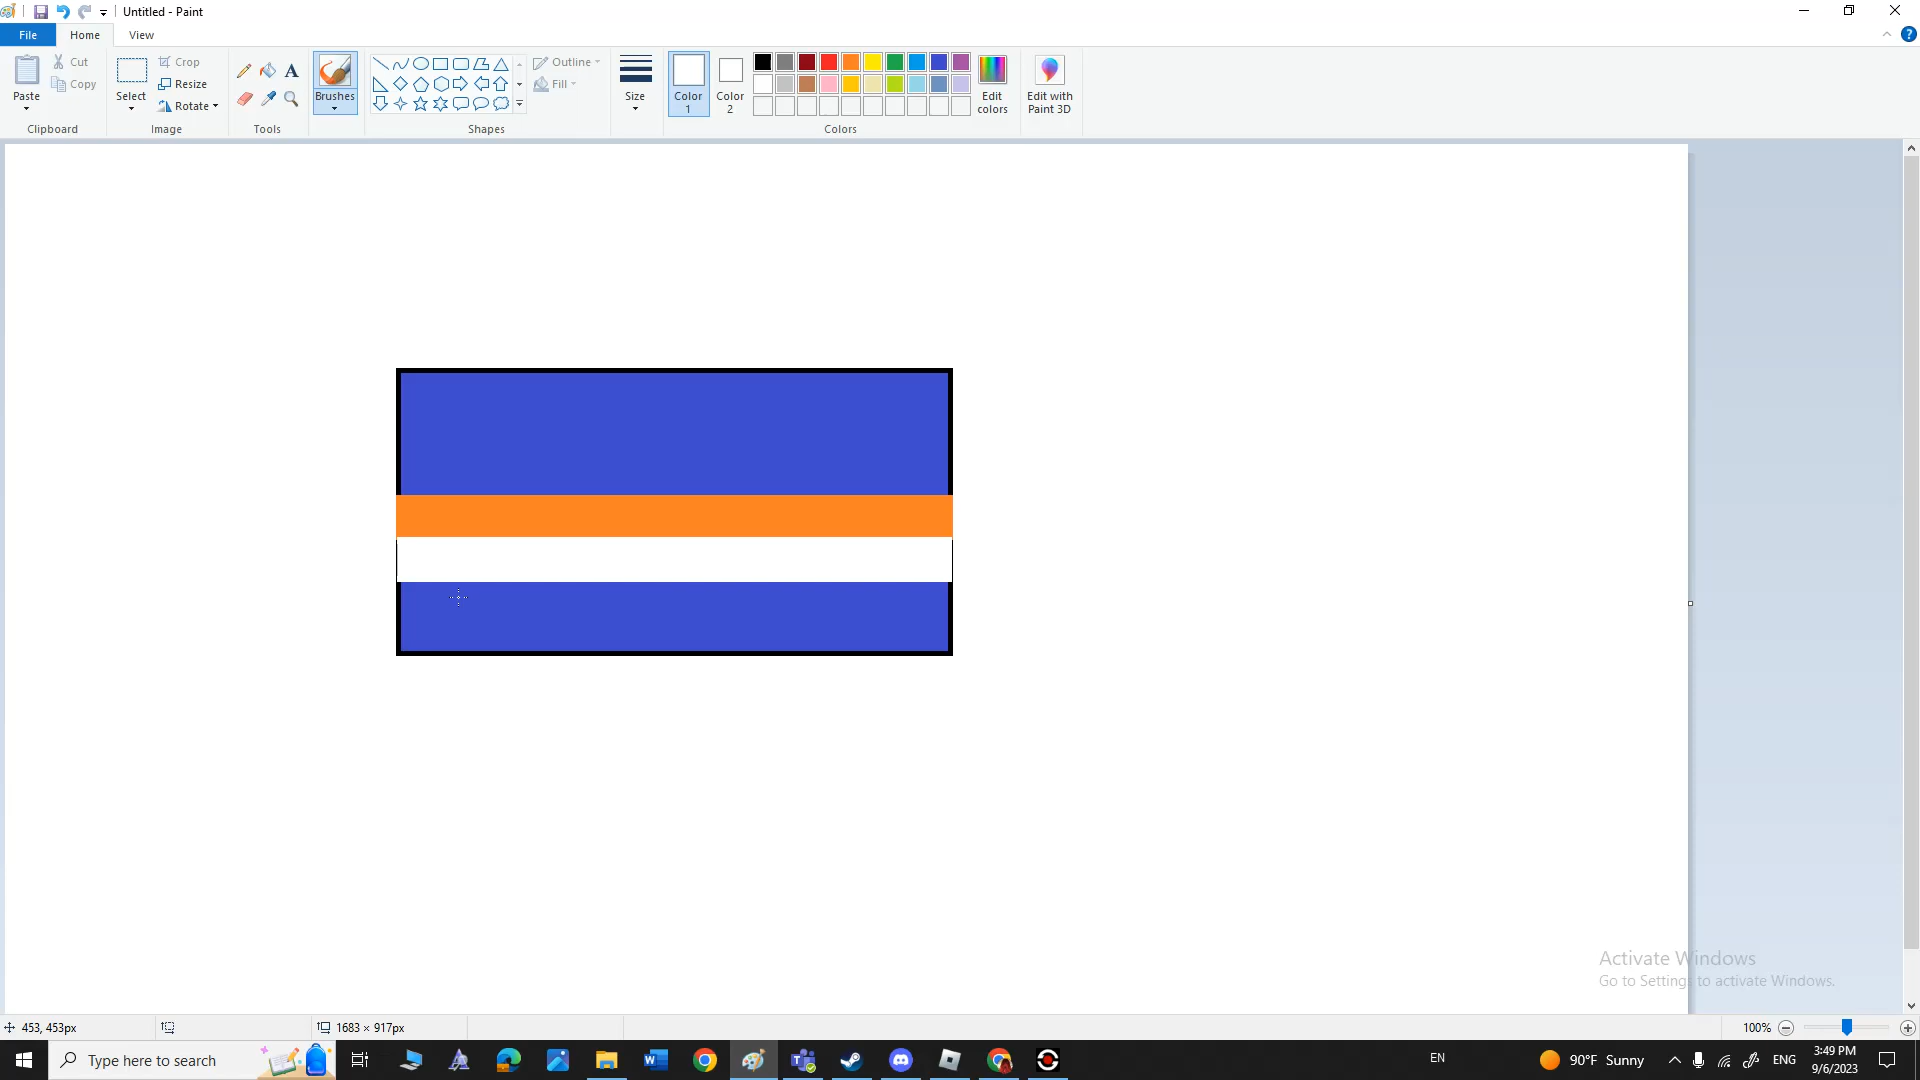 Untitled - Paint
File Home View
Paste
Cut
Copy
Clipboard
Select
Crop
Resize
Rotate
Image
A
Tools
Brushes
Outline
Fill
Shapes
Size
Color 1
Color 2
Colors
Edit colors
Edit with Paint 3D
?
Activate Windows
Go to Settings to activate Windows.
453, 453px
1683 × 917px
100%
Type here to search
W
EN
90°F Sunny
ENG
3:49 PM
9/6/2023